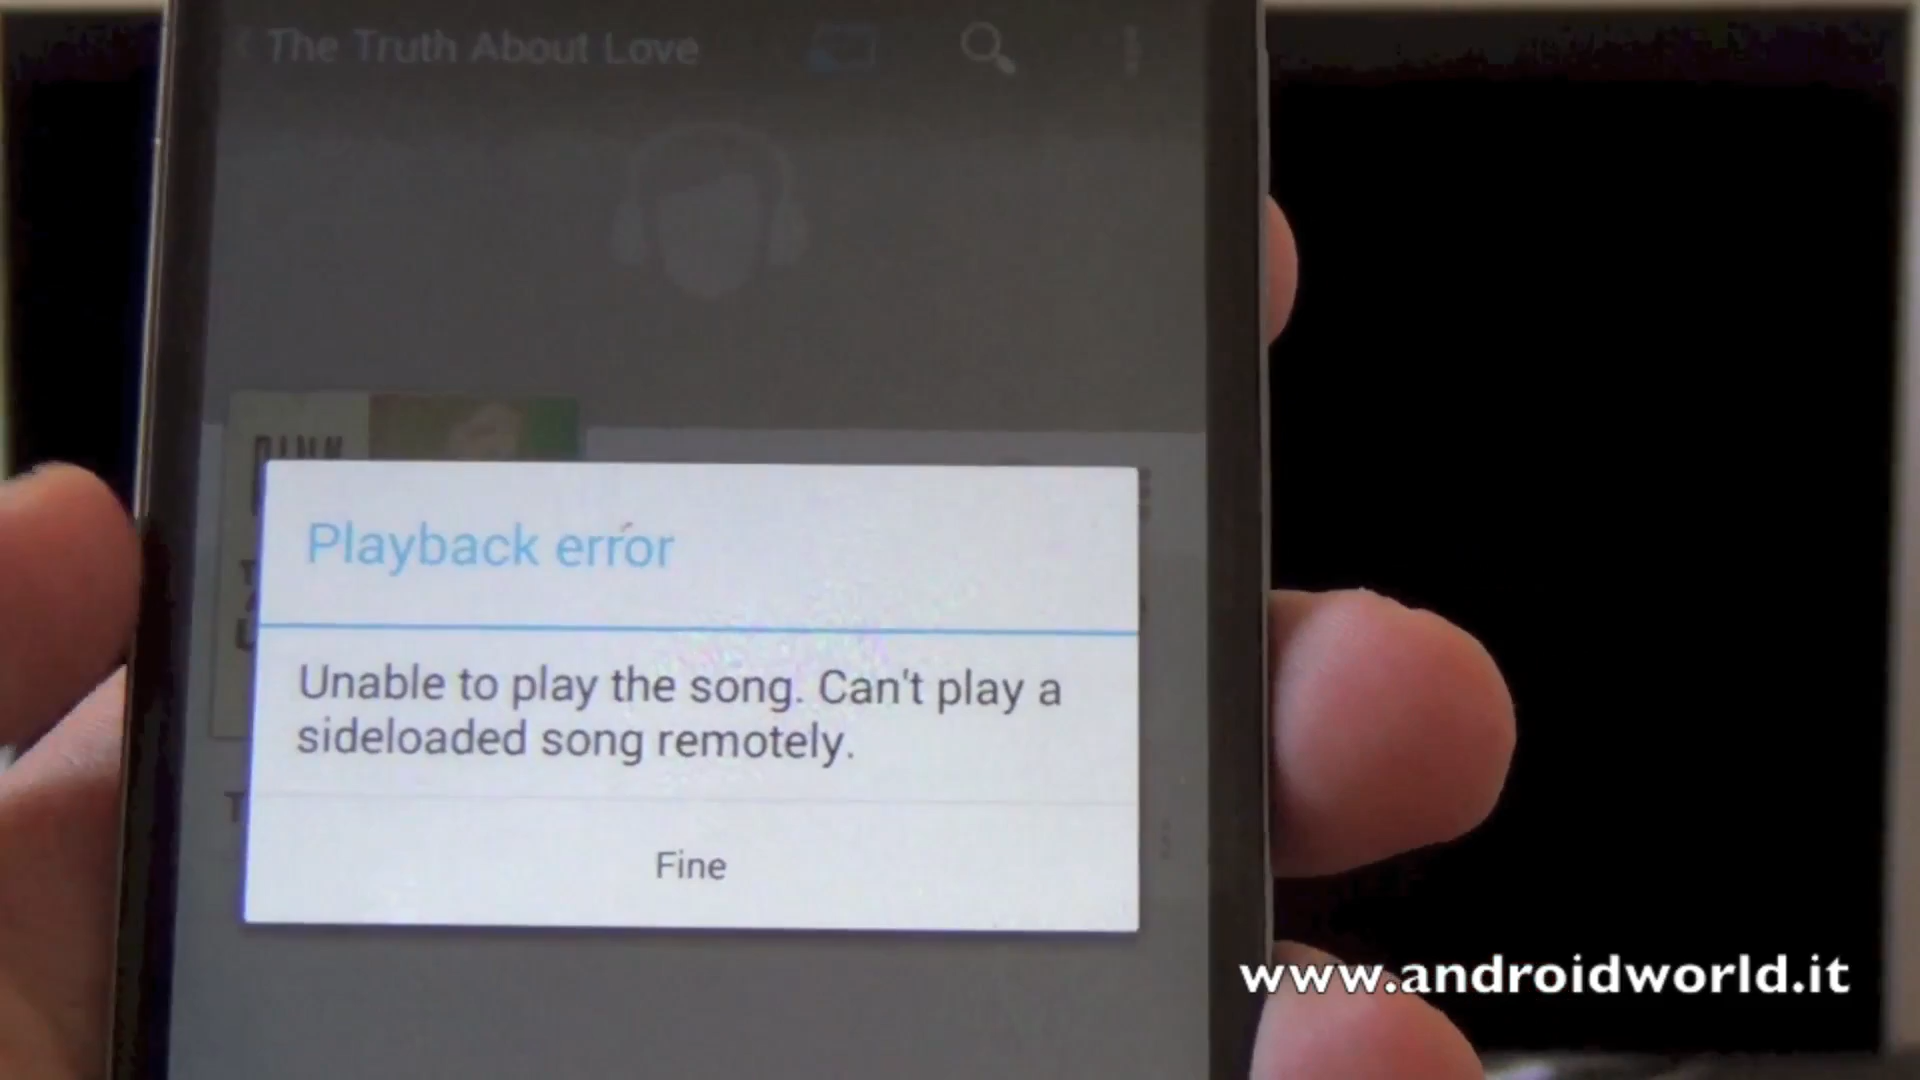 The Truth About Love
PINK
Playback error
Unable to play the song. Can't play a
sideloaded song remotely.
Fine
www.androidworld.it